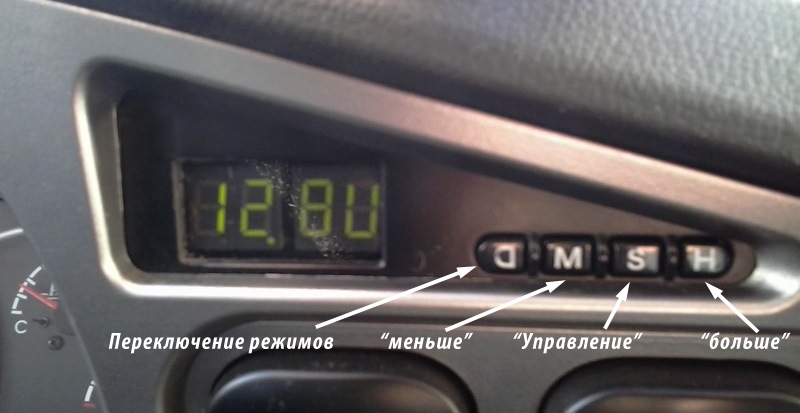 12.8U
D M S H
C
Переключение режимов "меньше" "Управление" "больше"